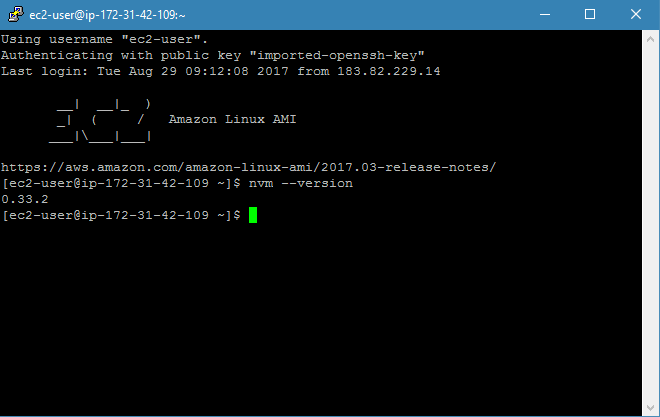 ec2-user@ip-172-31-42-109:~
Using username "ec2-user".
Authenticating with public key "imported-openssh-key"
Last login: Tue Aug 29 09:12:08 2017 from 183.82.229.14
       __|  __|_  )
       _|  (     /   Amazon Linux AMI
      ___|\___|___|
https://aws.amazon.com/amazon-linux-ami/2017.03-release-notes/
[ec2-user@ip-172-31-42-109 ~]$ nvm --version
0.33.2
[ec2-user@ip-172-31-42-109 ~]$